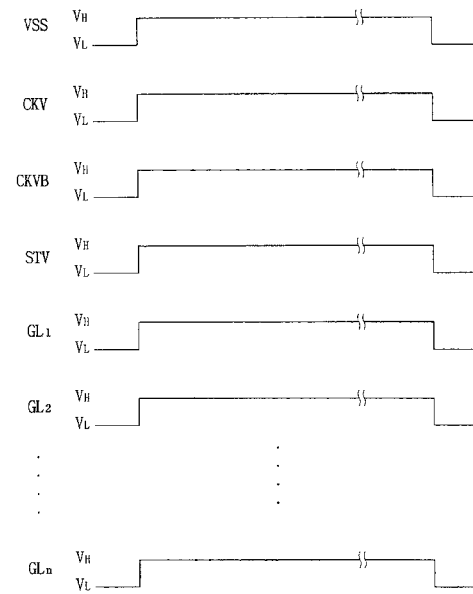 VSS VH
VL
CKV VH
VL
CKVB VH
VL
STV VH
VL
GL1 VH
VL
GL2 VH
VL
GLn VH
VL